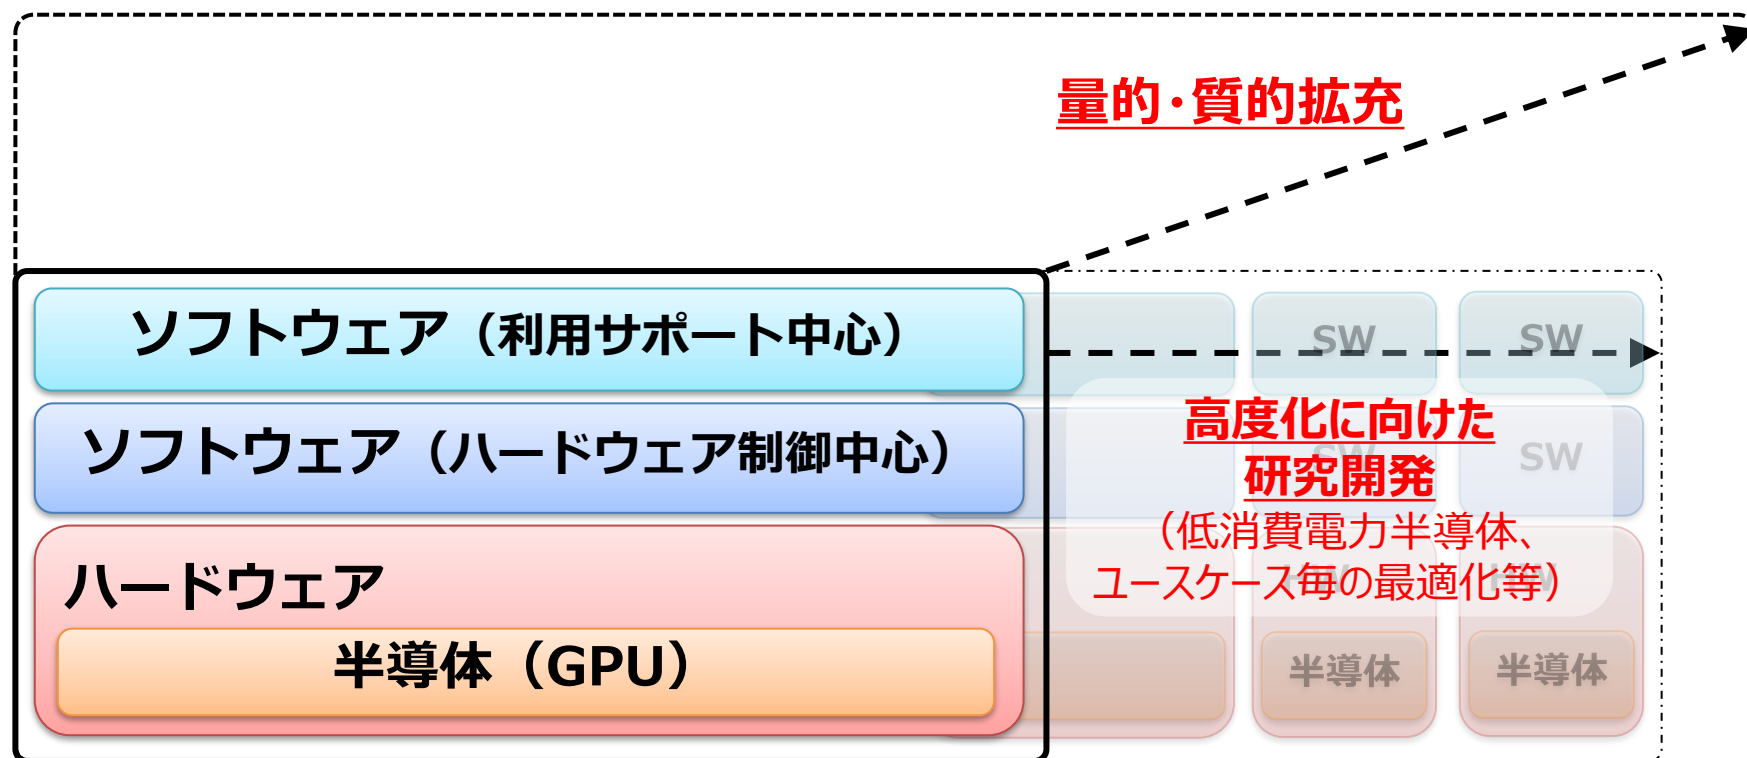 量的・質的拡充
ソフトウェア（利用サポート中心）
SW
SW
ソフトウェア（ハードウェア制御中心）
SW
SW
高度化に向けた
研究開発
（低消費電力半導体、
ユースケース毎の最適化等）
ハードウェア
HW
HW
半導体（GPU）
半導体
半導体